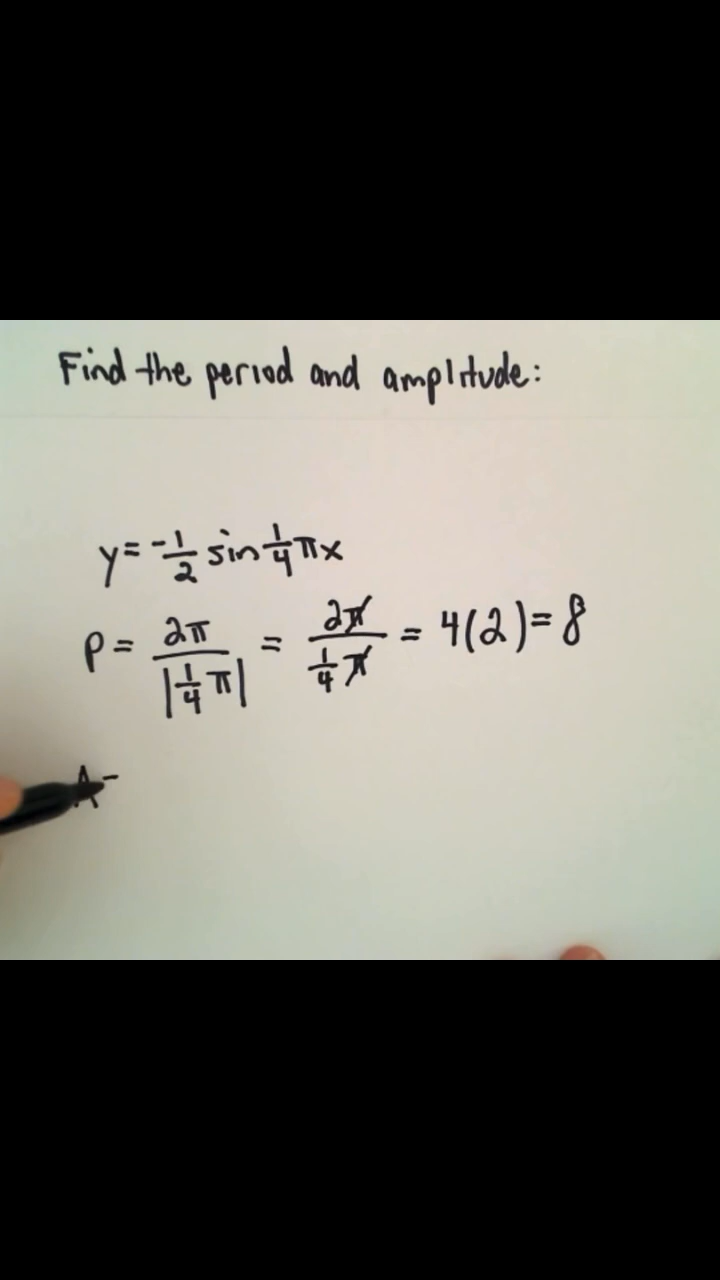 Find the period and amplitude:
y = -1/2 sin 1/4 πx
P = 2π/|1/4 π| = 2π/(1/4 π) = 4(2) = 8
A =